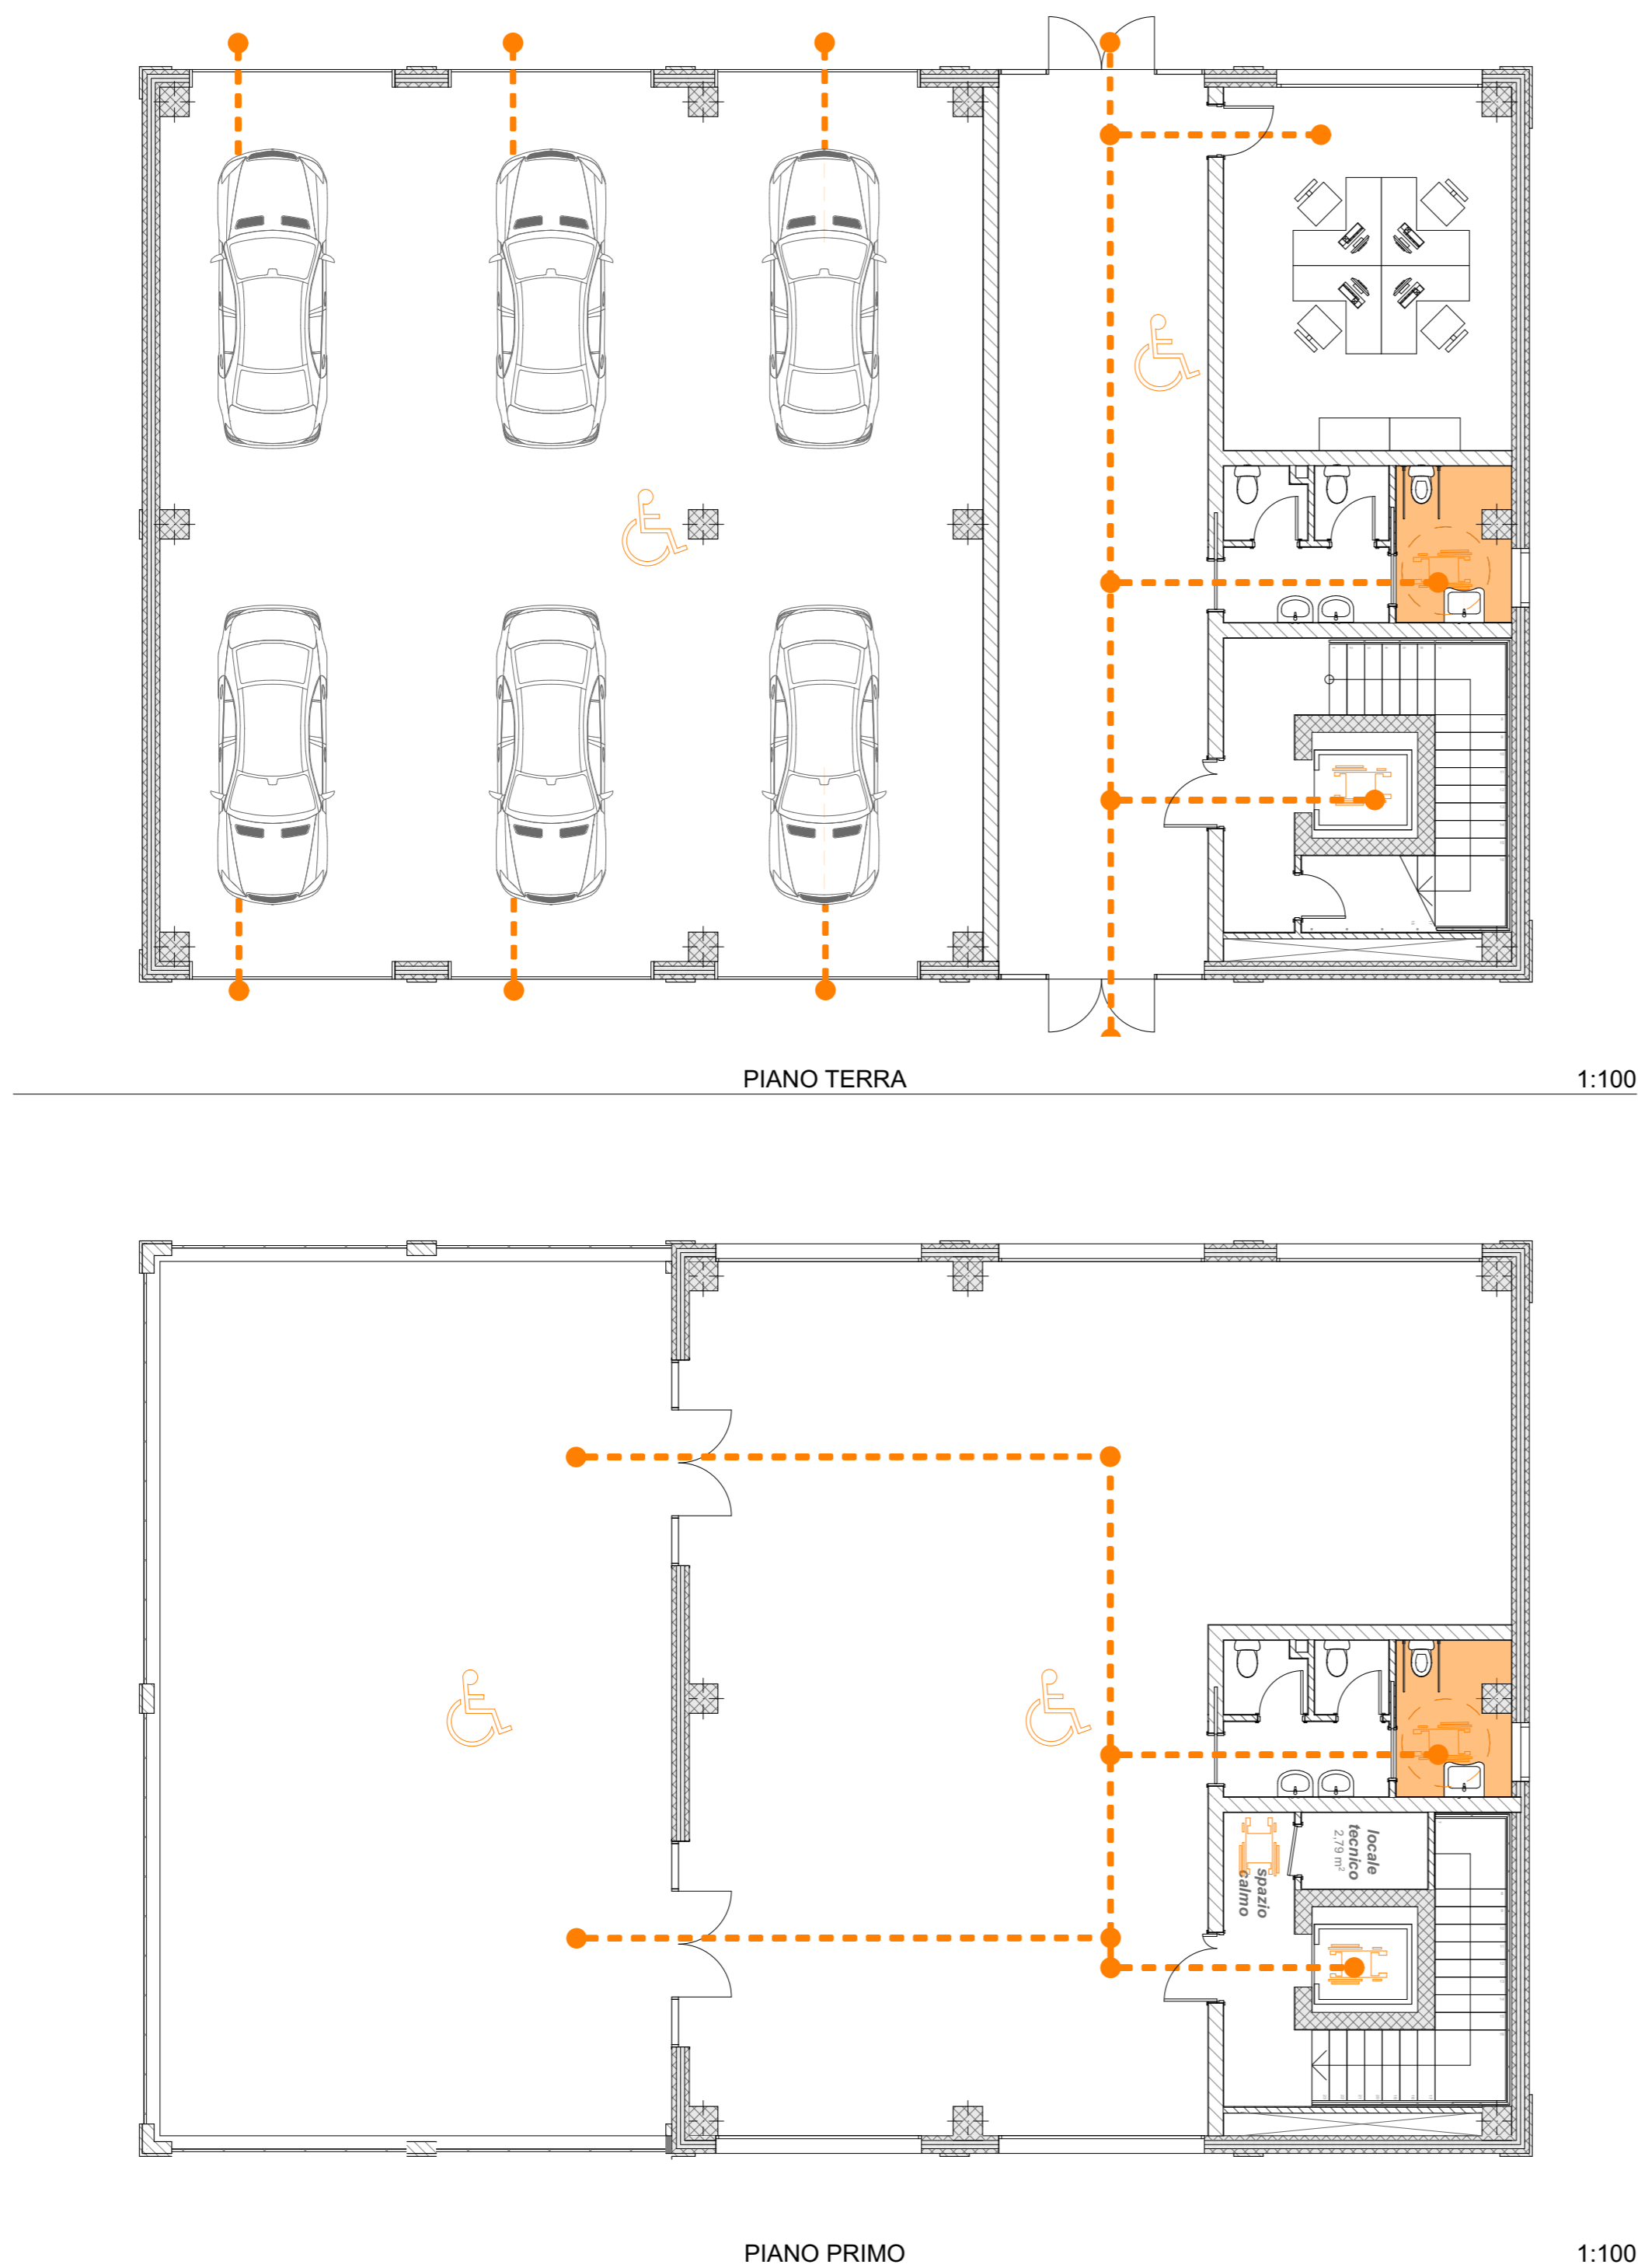 PIANO TERRA
1:100
locale
tecnico
2,79 m²
spazio
calmo
PIANO PRIMO
1:100